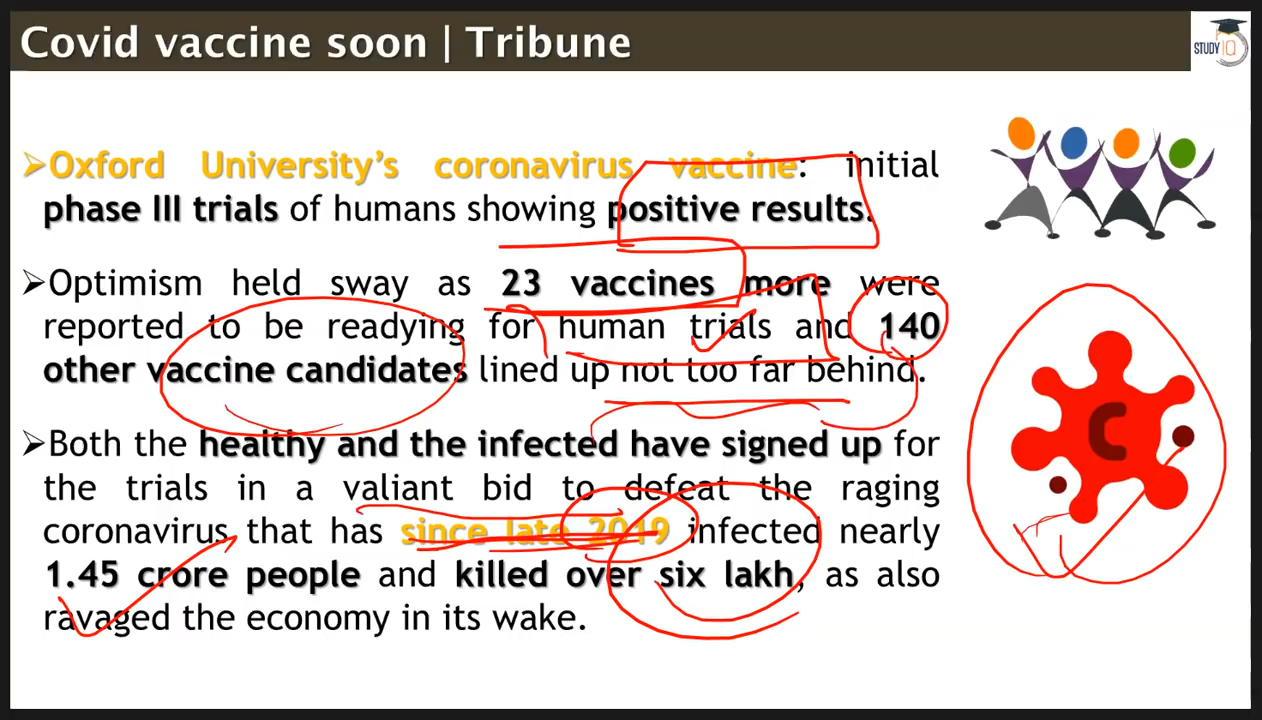 Covid vaccine soon | Tribune
STUDY IQ
➢Oxford University’s coronavirus vaccine: initial
phase III trials of humans showing positive results.
➢Optimism held sway as 23 vaccines more were
reported to be readying for human trials and 140
other vaccine candidates lined up not too far behind.
➢Both the healthy and the infected have signed up for
the trials in a valiant bid to defeat the raging
coronavirus that has since late 2019 infected nearly
1.45 crore people and killed over six lakh, as also
ravaged the economy in its wake.
C